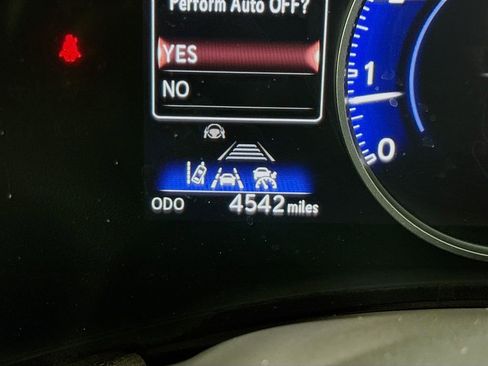 Perform Auto OFF?
YES
NO
1
0
ODO 4542 miles